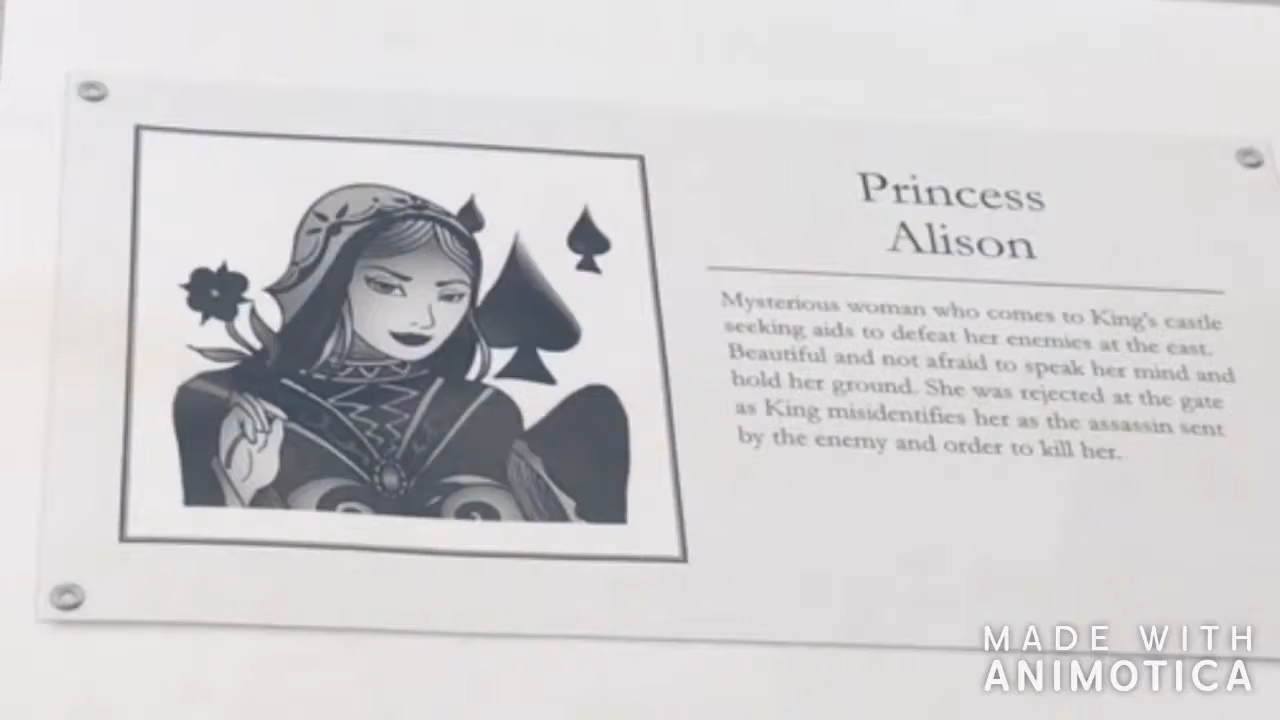 Princess
Alison
Mysterious woman who comes to King's castle
seeking aids to defeat her enemies at the east.
Beautiful and not afraid to speak her mind and
hold her ground. She was rejected at the gate
as King misidentifies her as the assassin sent
by the enemy and order to kill her.
MADE WITH
ANIMOTICA